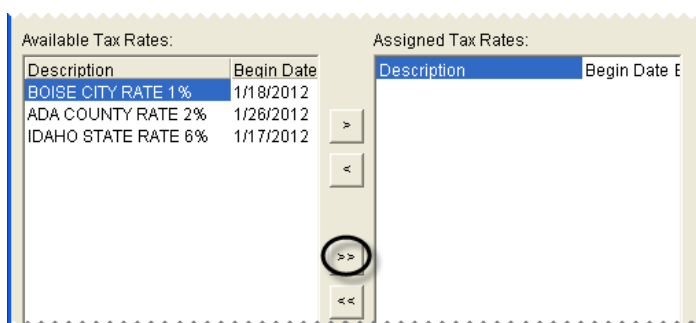 Available Tax Rates: Assigned Tax Rates:
Description Begin Date Description Begin Date E
BOISE CITY RATE 1% 1/18/2012
ADA COUNTY RATE 2% 1/26/2012
IDAHO STATE RATE 6% 1/17/2012
>
<
>>
<<